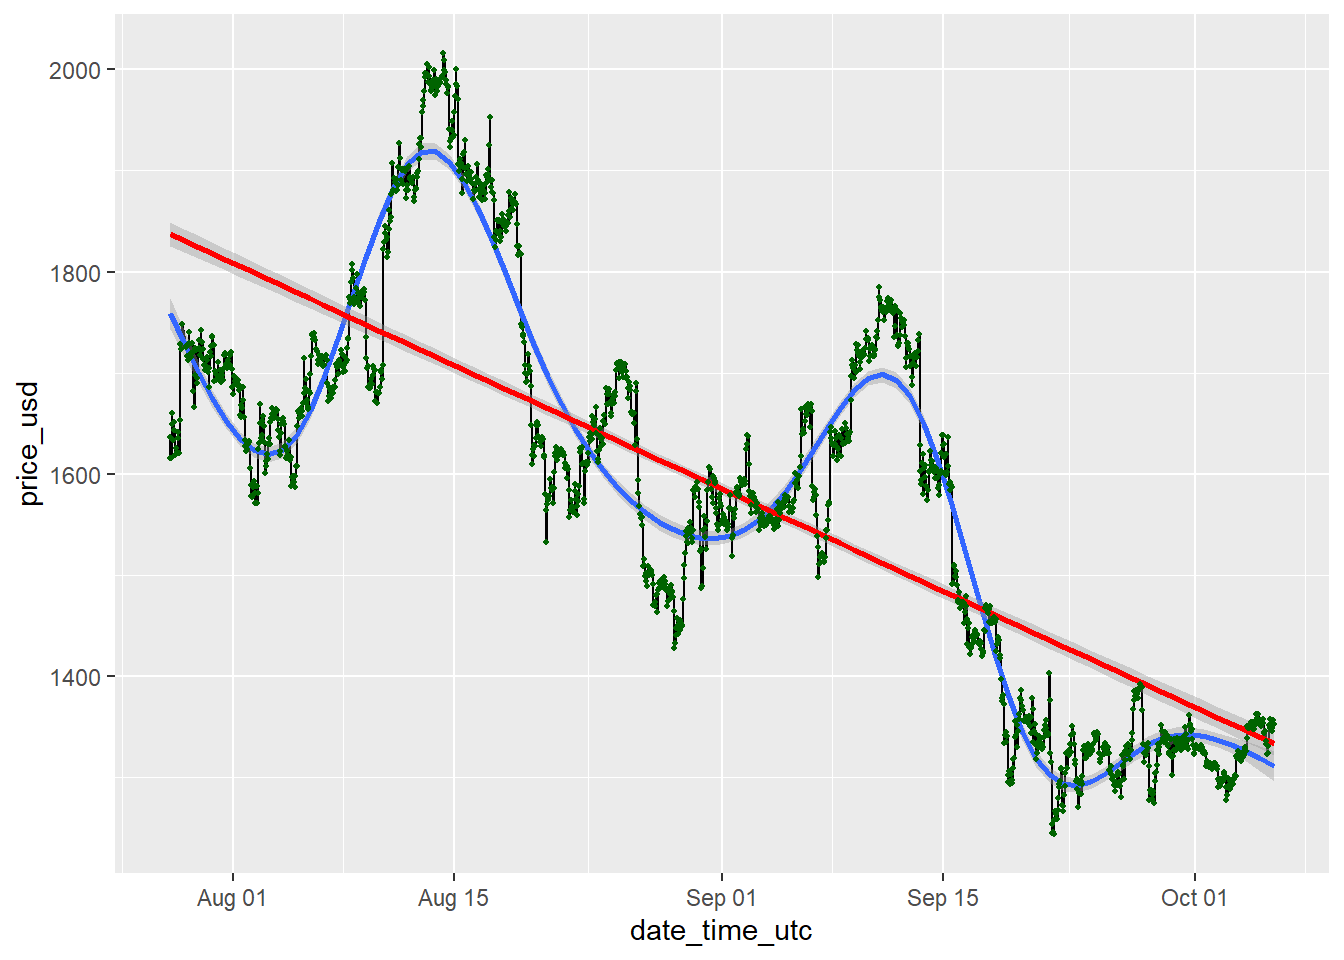 price_usd
2000
1800
1600
1400
Aug 01
Aug 15
Sep 01
Sep 15
Oct 01
date_time_utc